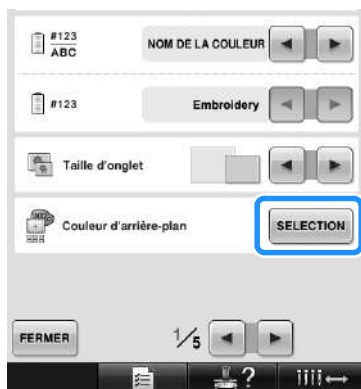 #123
ABC
NOM DE LA COULEUR
#123
Embroidery
Taille d'onglet
Couleur d'arrière-plan
SELECTION
FERMER
1/5
?